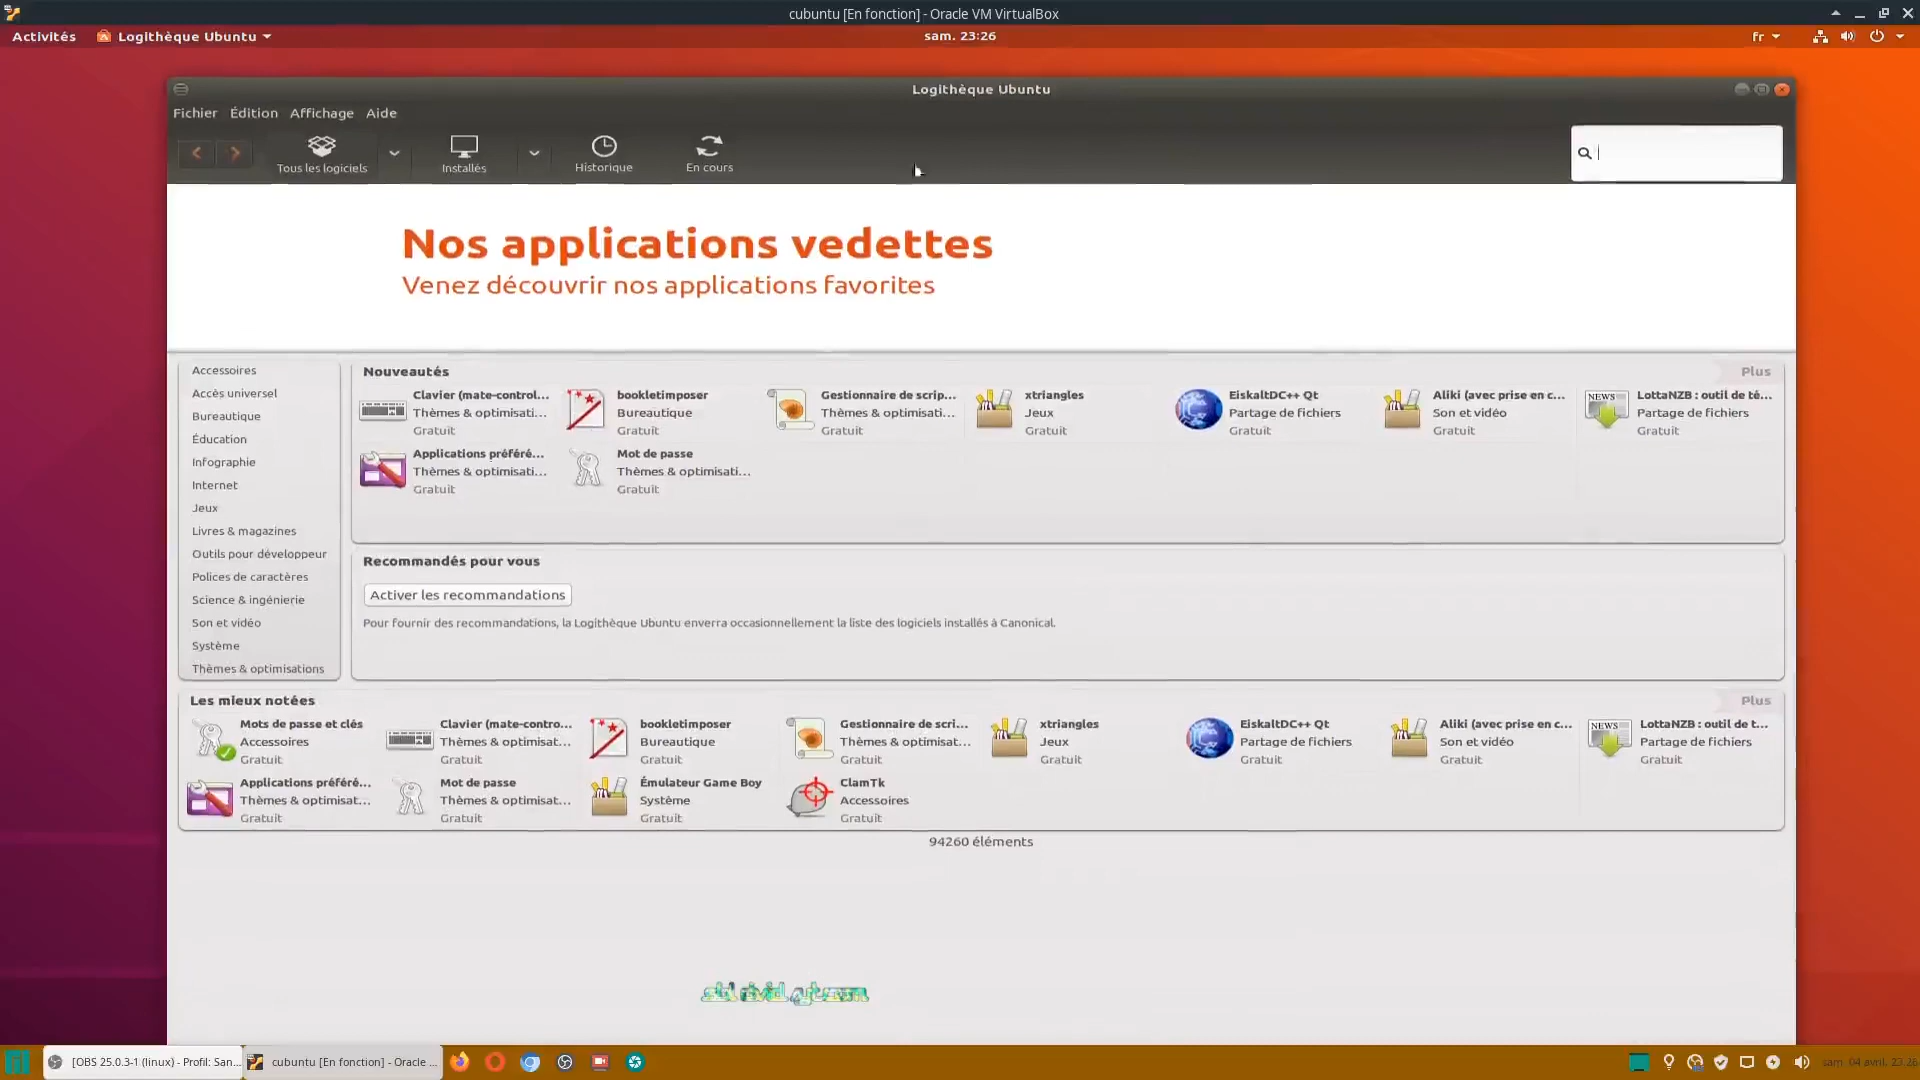 cubuntu [En fonction] - Oracle VM VirtualBox
Activités Logithèque Ubuntu sam. 23:26 fr
Logithèque Ubuntu
Fichier Édition Affichage Aide
Tous les logiciels Installés Historique En cours
Nos applications vedettes
Venez découvrir nos applications favorites
Accessoires
Accès universel
Bureautique
Éducation
Infographie
Internet
Jeux
Livres & magazines
Outils pour développeur
Polices de caractères
Science & ingénierie
Son et vidéo
Système
Thèmes & optimisations
Nouveautés Plus
Clavier (mate-control...
Thèmes & optimisati...
Gratuit
bookletimposer
Bureautique
Gratuit
Gestionnaire de scrip...
Thèmes & optimisati...
Gratuit
xtriangles
Jeux
Gratuit
EiskaltDC++ Qt
Partage de fichiers
Gratuit
Aliki (avec prise en c...
Son et vidéo
Gratuit
LottaNZB : outil de té...
Partage de fichiers
Gratuit
Applications préféré...
Thèmes & optimisati...
Gratuit
Mot de passe
Thèmes & optimisati...
Gratuit
Recommandés pour vous
Activer les recommandations
Pour fournir des recommandations, la Logithèque Ubuntu enverra occasionnellement la liste des logiciels installés à Canonical.
Les mieux notées Plus
Mots de passe et clés
Accessoires
Gratuit
Clavier (mate-contro...
Thèmes & optimisat...
Gratuit
bookletimposer
Bureautique
Gratuit
Gestionnaire de scri...
Thèmes & optimisat...
Gratuit
xtriangles
Jeux
Gratuit
EiskaltDC++ Qt
Partage de fichiers
Gratuit
Aliki (avec prise en c...
Son et vidéo
Gratuit
LottaNZB : outil de t...
Partage de fichiers
Gratuit
Applications préféré...
Thèmes & optimisat...
Gratuit
Mot de passe
Thèmes & optimisat...
Gratuit
Émulateur Game Boy
Système
Gratuit
ClamTk
Accessoires
Gratuit
94260 éléments
[OBS 25.0.3-1 (linux) - Profil: San... cubuntu [En fonction] - Oracle ... sam. 04 avril, 23:26